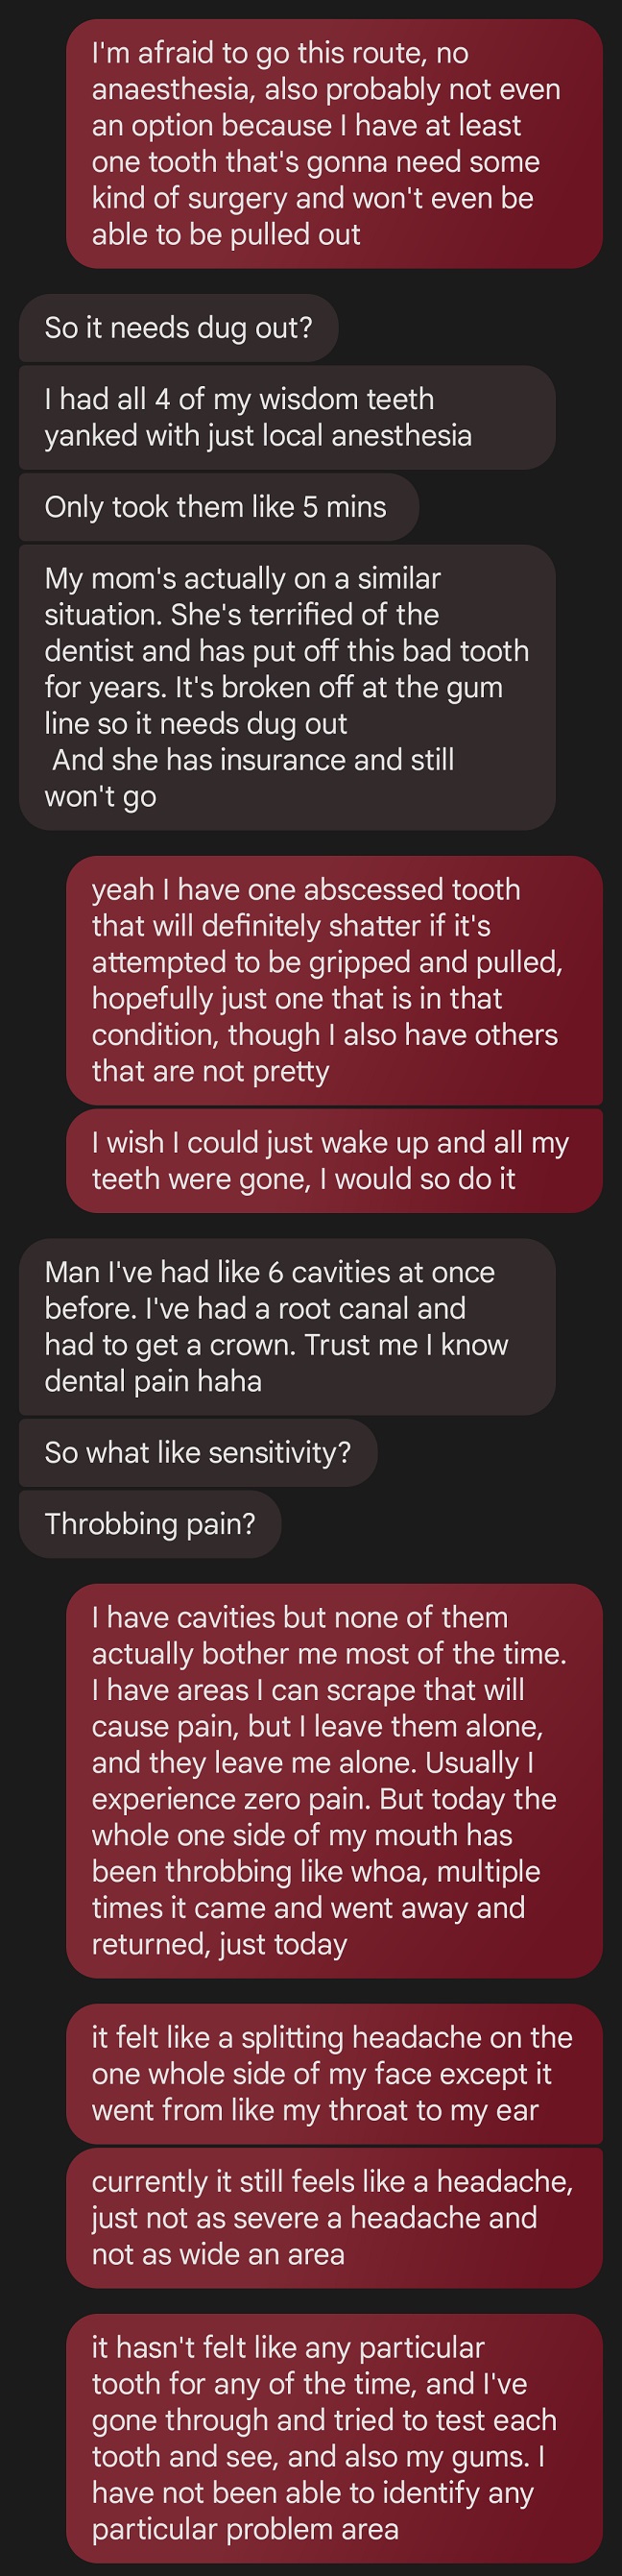 I'm afraid to go this route, no
anaesthesia, also probably not even
an option because I have at least
one tooth that's gonna need some
kind of surgery and won't even be
able to be pulled out
So it needs dug out?
I had all 4 of my wisdom teeth
yanked with just local anesthesia
Only took them like 5 mins
My mom's actually on a similar
situation. She's terrified of the
dentist and has put off this bad tooth
for years. It's broken off at the gum
line so it needs dug out
And she has insurance and still
won't go
yeah I have one abscessed tooth
that will definitely shatter if it's
attempted to be gripped and pulled,
hopefully just one that is in that
condition, though I also have others
that are not pretty
I wish I could just wake up and all my
teeth were gone, I would so do it
Man I've had like 6 cavities at once
before. I've had a root canal and
had to get a crown. Trust me I know
dental pain haha
So what like sensitivity?
Throbbing pain?
I have cavities but none of them
actually bother me most of the time.
I have areas I can scrape that will
cause pain, but I leave them alone,
and they leave me alone. Usually I
experience zero pain. But today the
whole one side of my mouth has
been throbbing like whoa, multiple
times it came and went away and
returned, just today
it felt like a splitting headache on the
one whole side of my face except it
went from like my throat to my ear
currently it still feels like a headache,
just not as severe a headache and
not as wide an area
it hasn't felt like any particular
tooth for any of the time, and I've
gone through and tried to test each
tooth and see, and also my gums. I
have not been able to identify any
particular problem area